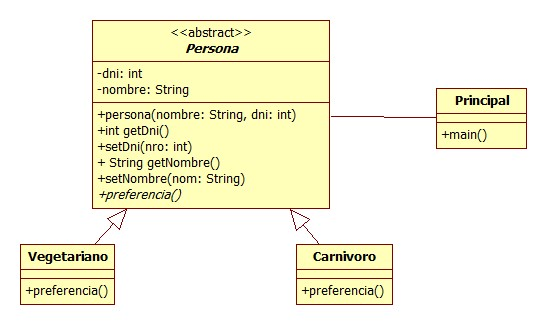 <<abstract>>
Persona
-dni: int
-nombre: String
+persona(nombre: String, dni: int)
+int getDni()
+setDni(nro: int)
+ String getNombre()
+setNombre(nom: String)
+preferencia()
Principal
+main()
Vegetariano
+preferencia()
Carnivoro
+preferencia()